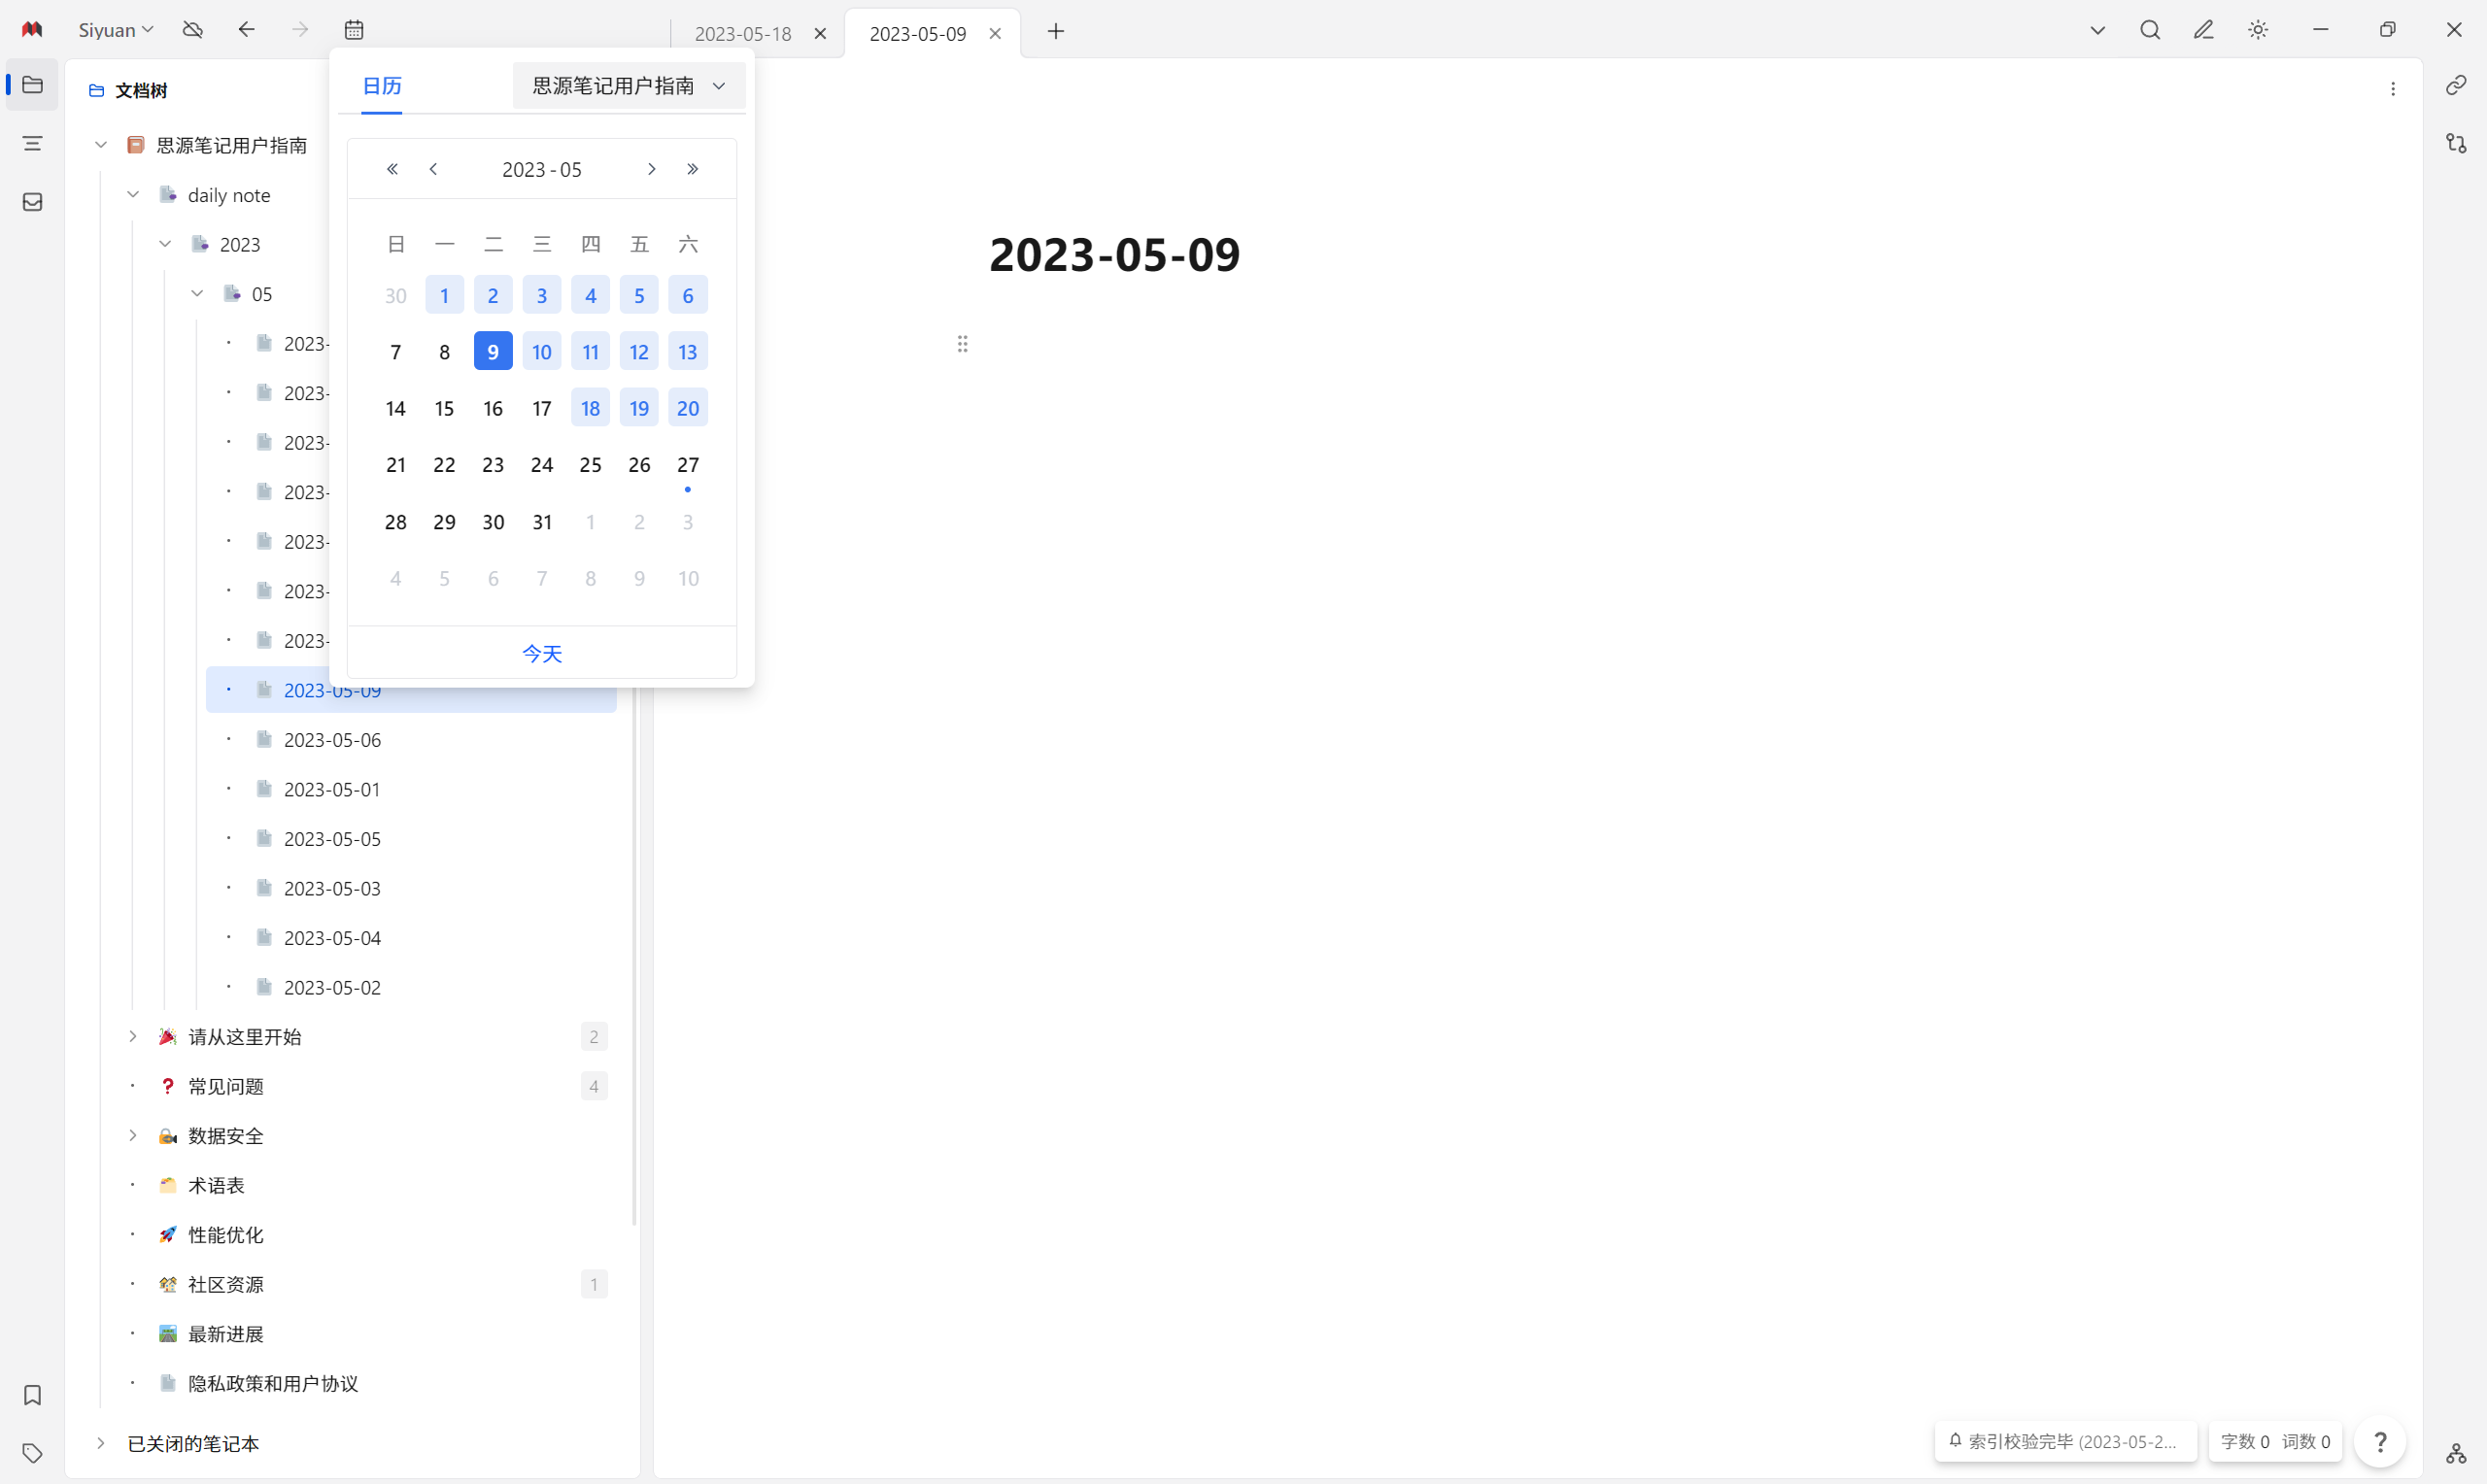 Siyuan
2023-05-18
2023-05-09
文档树
思源笔记用户指南
daily note
2023
05
2023-
2023-
2023-
2023-
2023-
2023-
2023-
2023-05-09
2023-05-06
2023-05-01
2023-05-05
2023-05-03
2023-05-04
2023-05-02
请从这里开始 2
常见问题 4
数据安全
术语表
性能优化
社区资源 1
最新进展
隐私政策和用户协议
已关闭的笔记本
日历 思源笔记用户指南
2023 - 05
日 一 二 三 四 五 六
30 1 2 3 4 5 6
7 8 9 10 11 12 13
14 15 16 17 18 19 20
21 22 23 24 25 26 27
28 29 30 31 1 2 3
4 5 6 7 8 9 10
今天
2023-05-09
索引校验完毕 (2023-05-2...
字数 0 词数 0
?